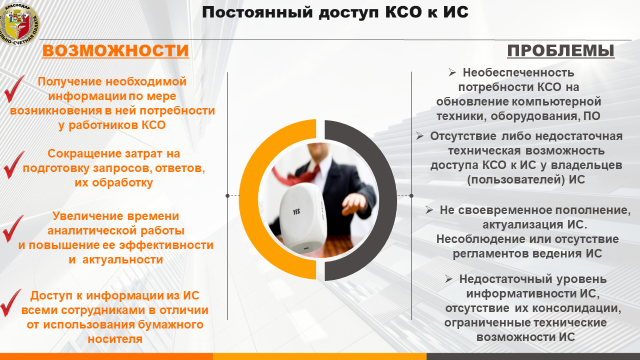 Постоянный доступ КСО к ИС
ВОЗМОЖНОСТИ
Получение необходимой
информации по мере
возникновения в ней потребности
у работников КСО
Сокращение затрат на
подготовку запросов, ответов,
их обработку
Увеличение времени
аналитической работы
и повышение ее эффективности
и актуальности
Доступ к информации из ИС
всеми сотрудниками в отличии
от использования бумажного
носителя
ПРОБЛЕМЫ
➢ Необеспеченность
потребности КСО на
обновление компьютерной
техники, оборудования, ПО
➢ Отсутствие либо недостаточная
техническая возможность
доступа КСО к ИС у владельцев
(пользователей) ИС
➢ Не своевременное пополнение,
актуализация ИС.
Несоблюдение или отсутствие
регламентов ведения ИС
➢ Недостаточный уровень
информативности ИС,
отсутствие их консолидации,
ограниченные технические
возможности ИС